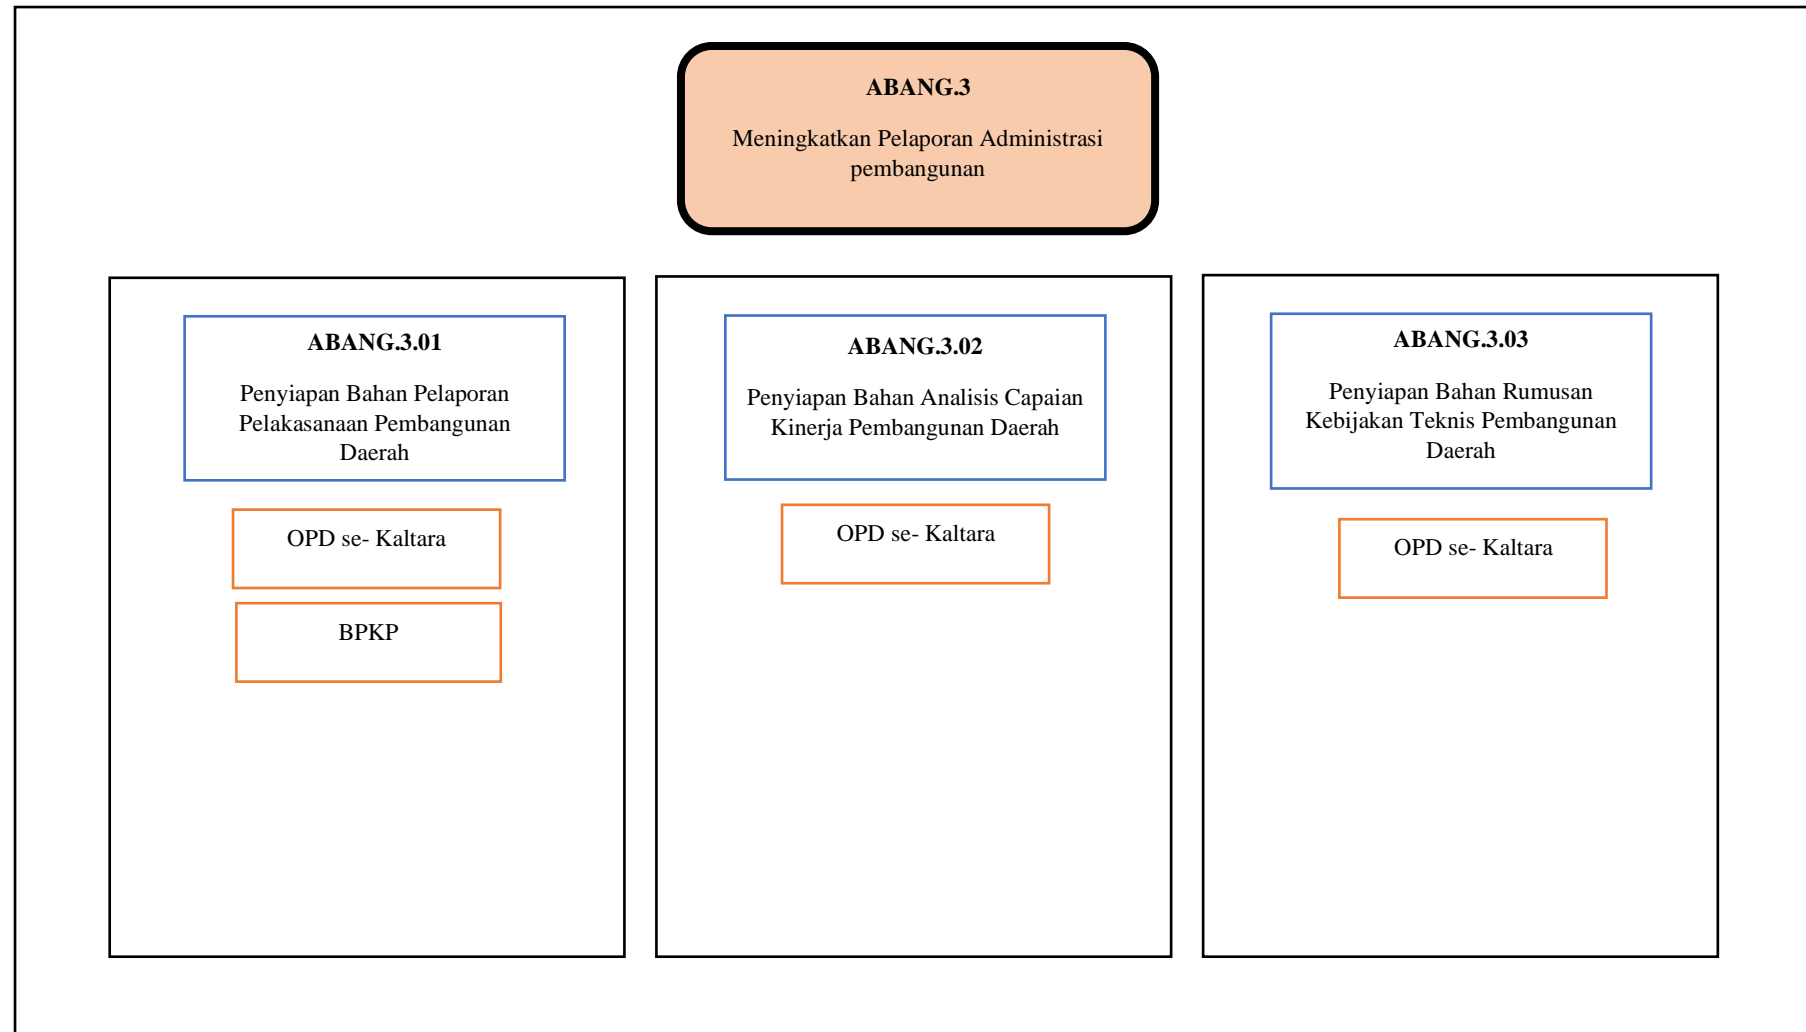 ABANG.3
Meningkatkan Pelaporan Administrasi
pembangunan
ABANG.3.01
Penyiapan Bahan Pelaporan
Pelakasanaan Pembangunan
Daerah
OPD se- Kaltara
BPKP
ABANG.3.02
Penyiapan Bahan Analisis Capaian
Kinerja Pembangunan Daerah
OPD se- Kaltara
ABANG.3.03
Penyiapan Bahan Rumusan
Kebijakan Teknis Pembangunan
Daerah
OPD se- Kaltara